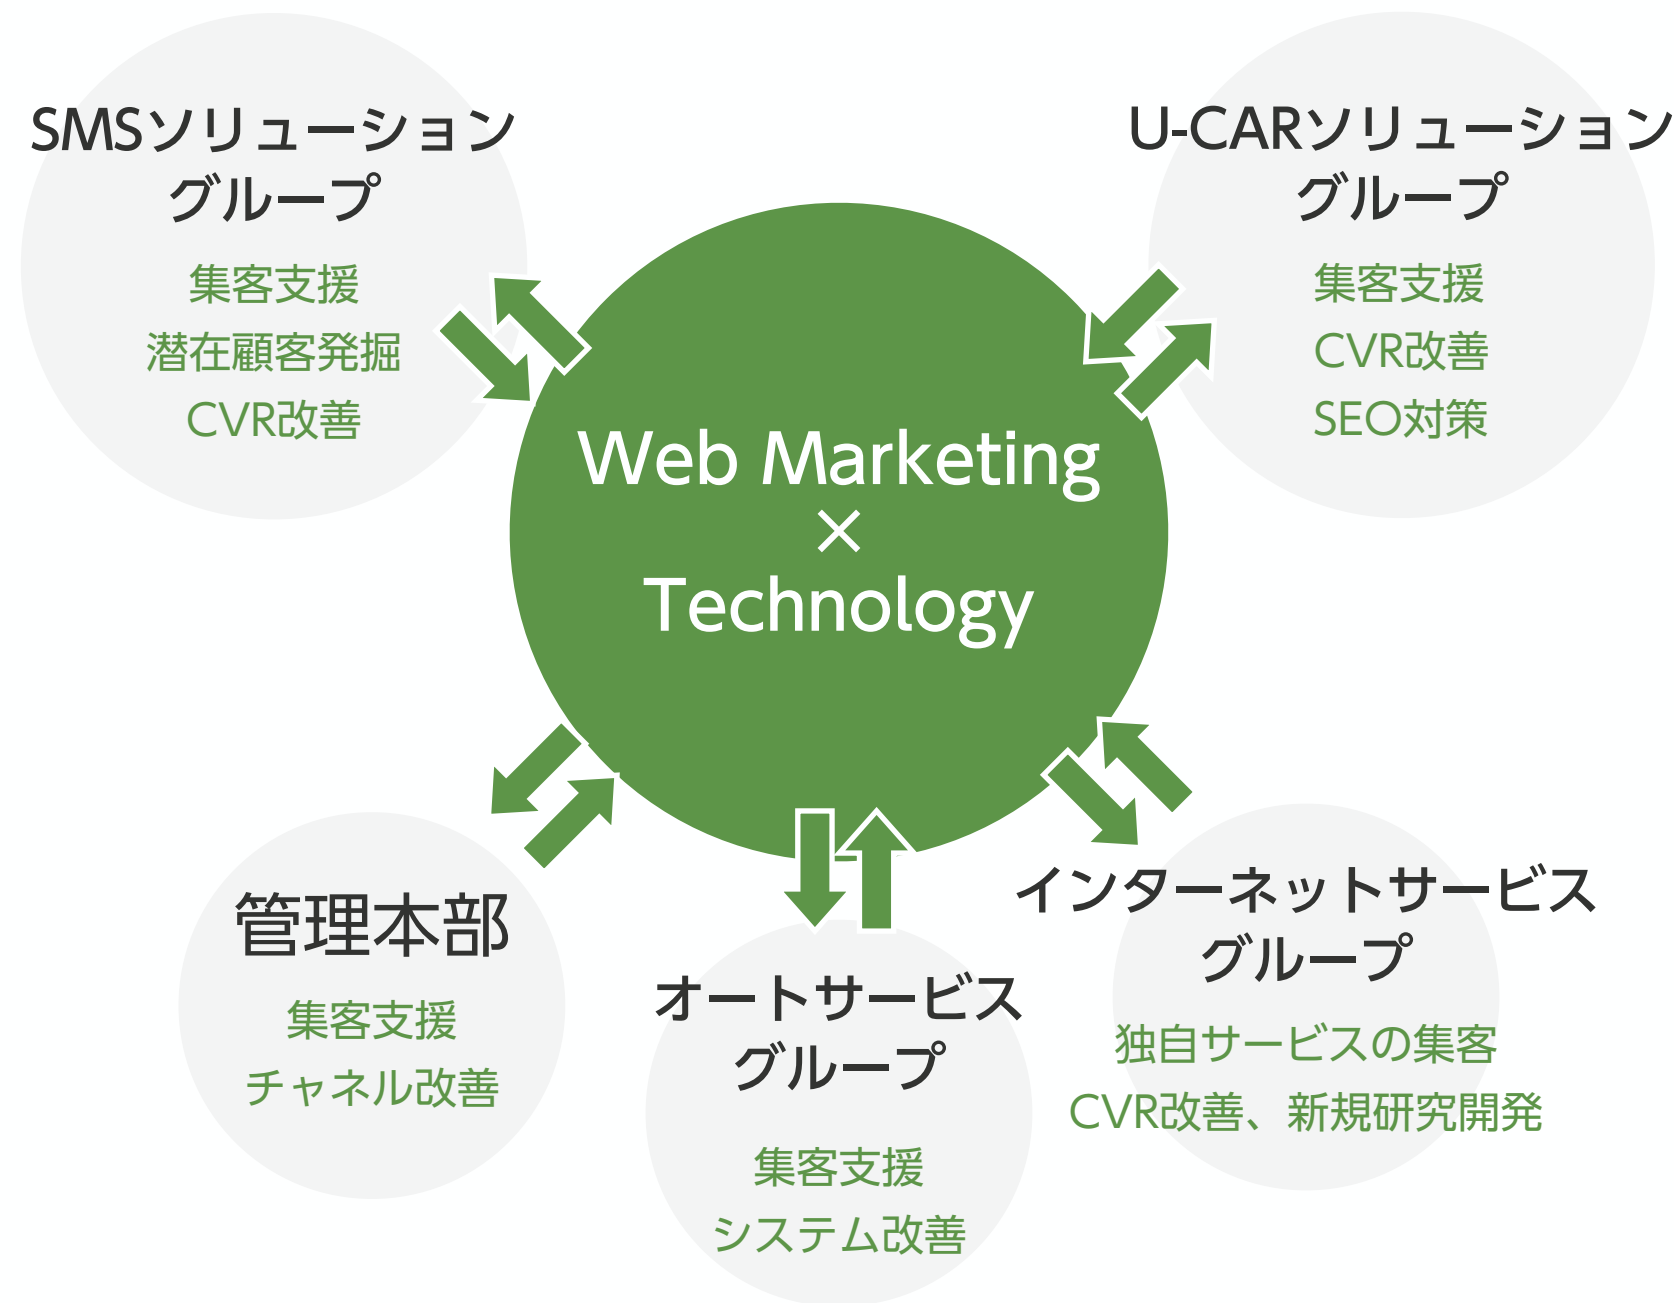 SMSソリューション
グループ
集客支援
潜在顧客発掘
CVR改善
U-CARソリューション
グループ
集客支援
CVR改善
SEO対策
Web Marketing
×
Technology
管理本部
集客支援
チャネル改善
オートサービス
グループ
集客支援
システム改善
インターネットサービス
グループ
独自サービスの集客
CVR改善、新規研究開発